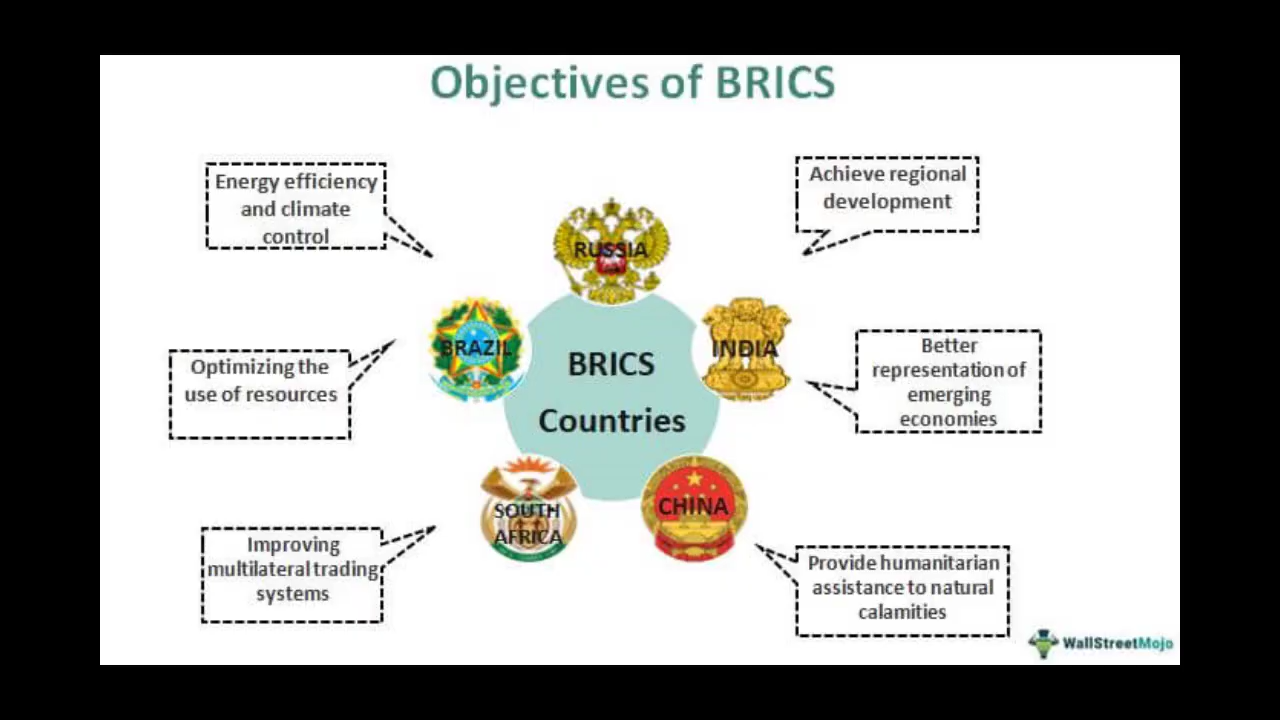 Objectives of BRICS
Energy efficiency
and climate
control
Achieve regional
development
RUSSIA
BRAZIL
INDIA
BRICS
Countries
Optimizing the
use of resources
Better
representation of
emerging
economies
SOUTH
AFRICA
CHINA
Improving
multilateral trading
systems
Provide humanitarian
assistance to natural
calamities
WallStreetMojo